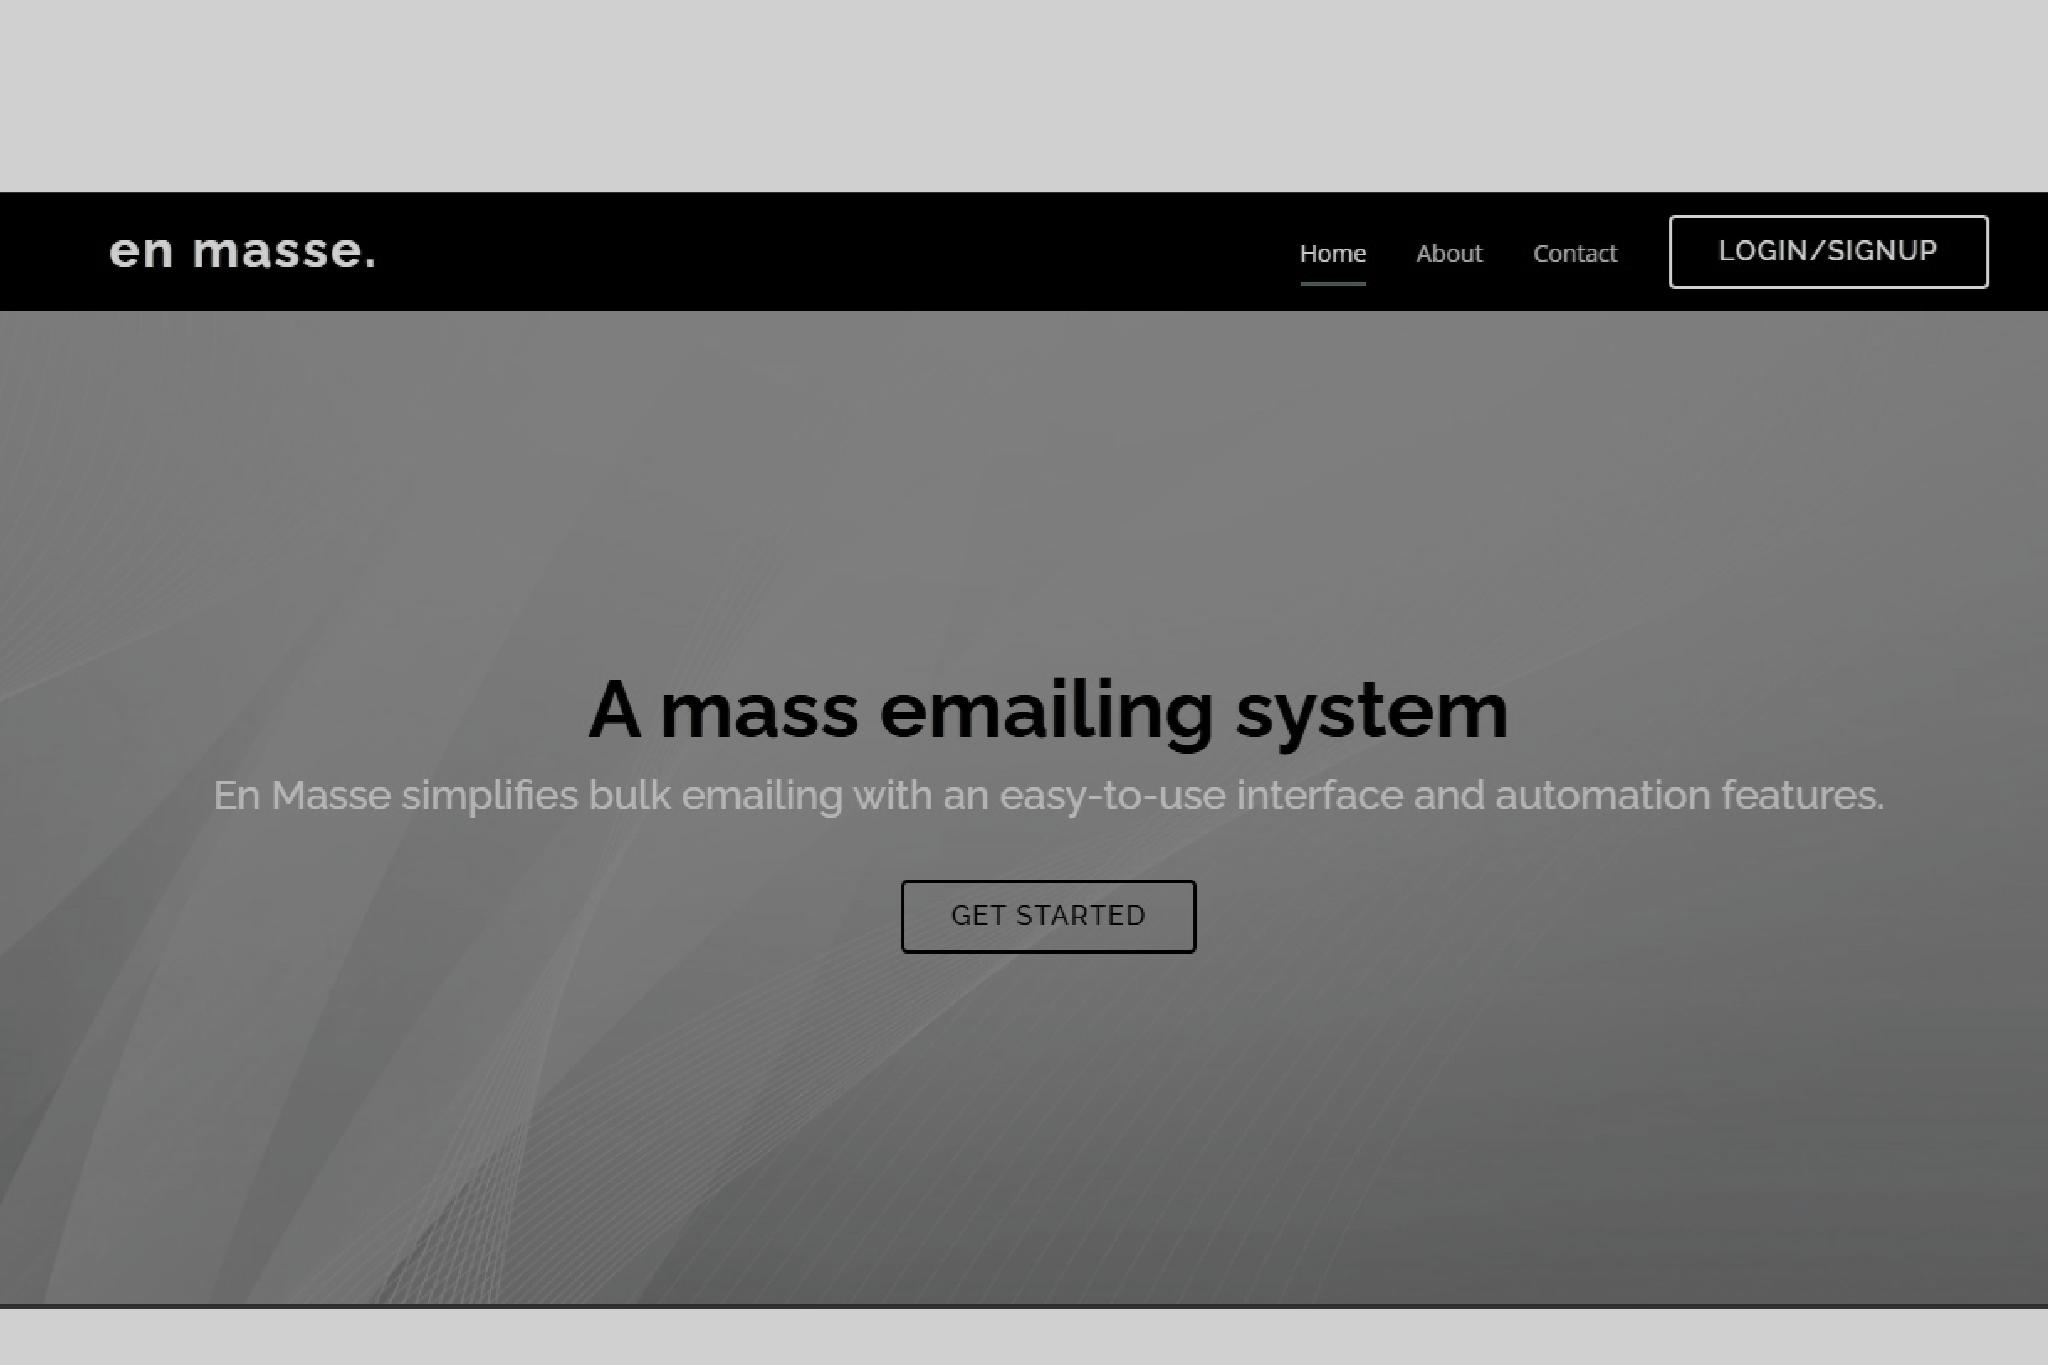 en masse.
Home About Contact LOGIN/SIGNUP
A mass emailing system
En Masse simplifies bulk emailing with an easy-to-use interface and automation features.
GET STARTED